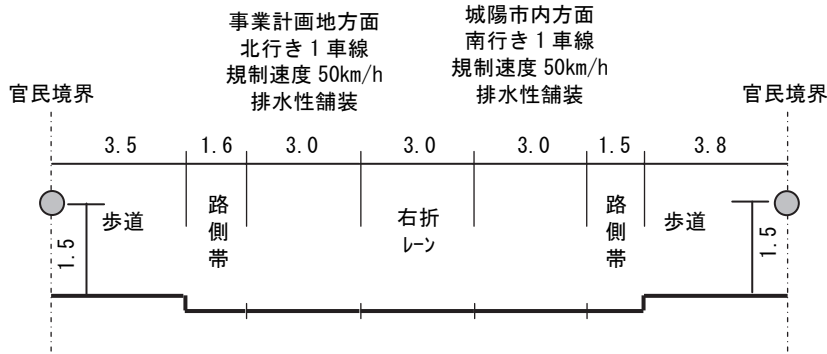 事業計画地方面
北行き1車線
規制速度 50km/h
排水性舗装
城陽市内方面
南行き1車線
規制速度 50km/h
排水性舗装
官民境界
官民境界
3.5 1.6 3.0 3.0 3.0 1.5 3.8
歩道
路側帯
右折
レーン
路側帯
歩道
1.5
1.5